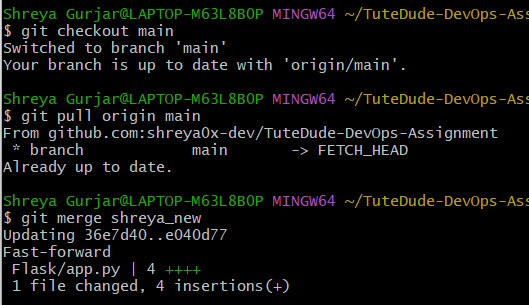 Shreya Gurjar@LAPTOP-M63L8B0P MINGW64 ~/TuteDude-DevOps-Ass
$ git checkout main
Switched to branch 'main'
Your branch is up to date with 'origin/main'.
Shreya Gurjar@LAPTOP-M63L8B0P MINGW64 ~/TuteDude-DevOps-Ass
$ git pull origin main
From github.com:shreya0x-dev/TuteDude-DevOps-Assignment
 * branch            main       -> FETCH_HEAD
Already up to date.
Shreya Gurjar@LAPTOP-M63L8B0P MINGW64 ~/TuteDude-DevOps-Ass
$ git merge shreya_new
Updating 36e7d40..e040d77
Fast-forward
 Flask/app.py | 4 ++++
 1 file changed, 4 insertions(+)